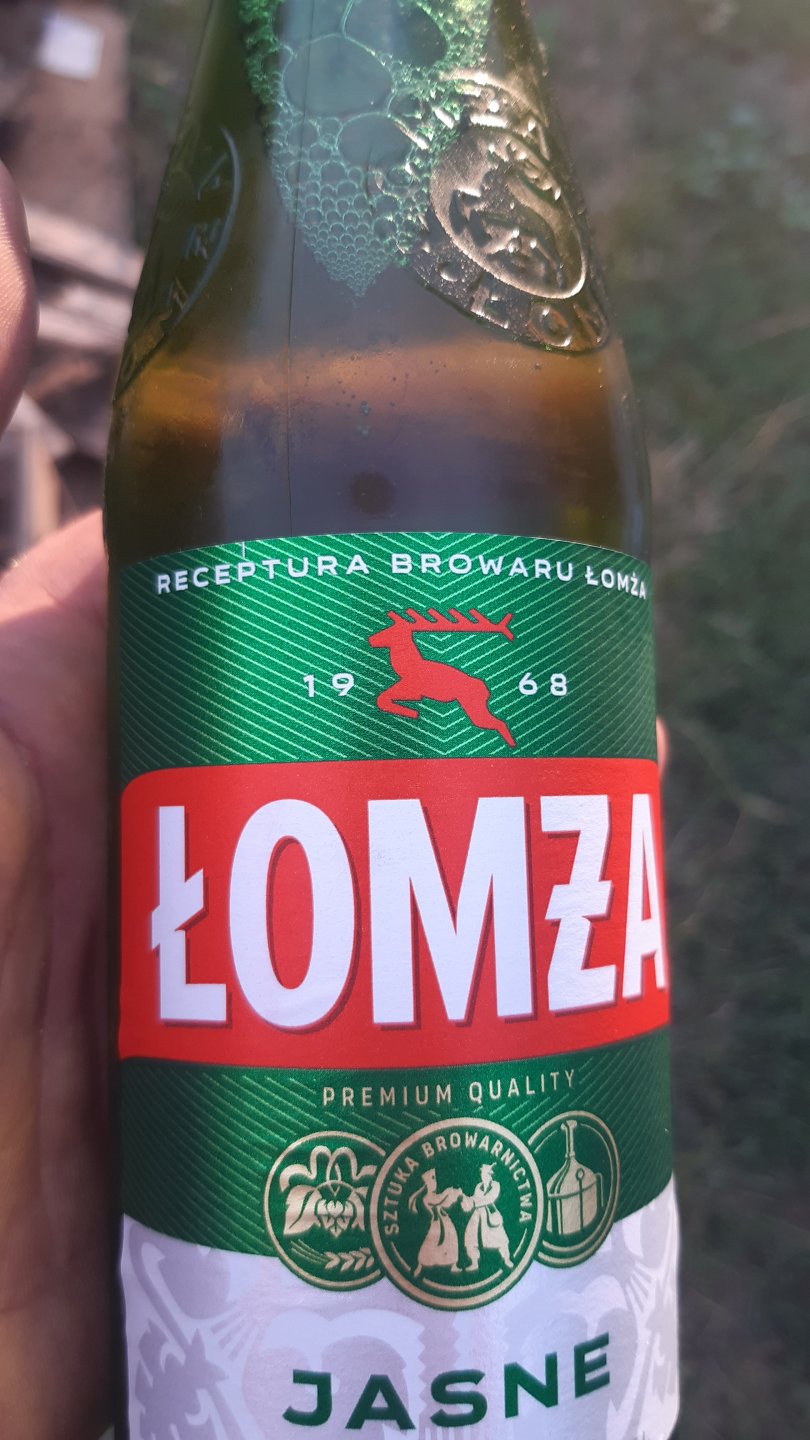 RECEPTURA BROWARU ŁOMŻA
19 68
ŁOMŻA
PREMIUM QUALITY
SZTUKA BROWARNICTWA
JASNE